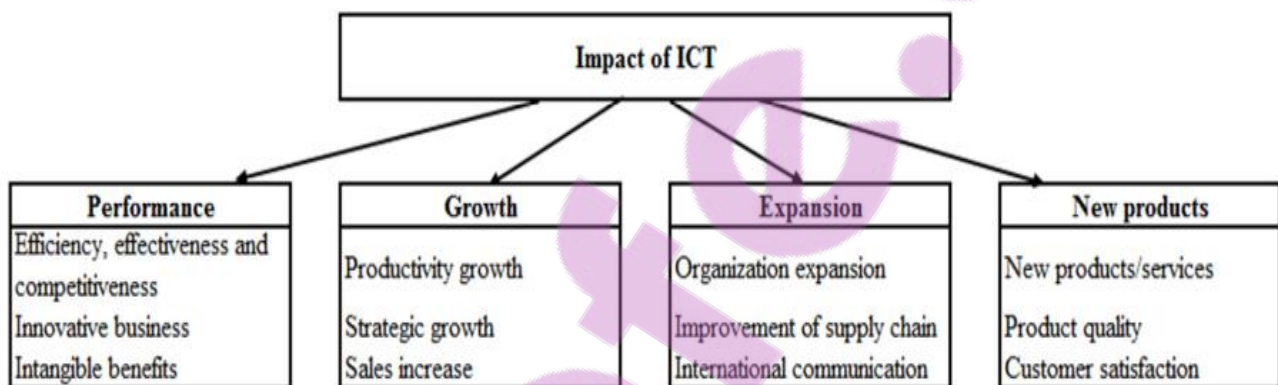 Impact of ICT
Performance
Efficiency, effectiveness and
competitiveness
Innovative business
Intangible benefits
Growth
Productivity growth
Strategic growth
Sales increase
Expansion
Organization expansion
Improvement of supply chain
International communication
New products
New products/services
Product quality
Customer satisfaction